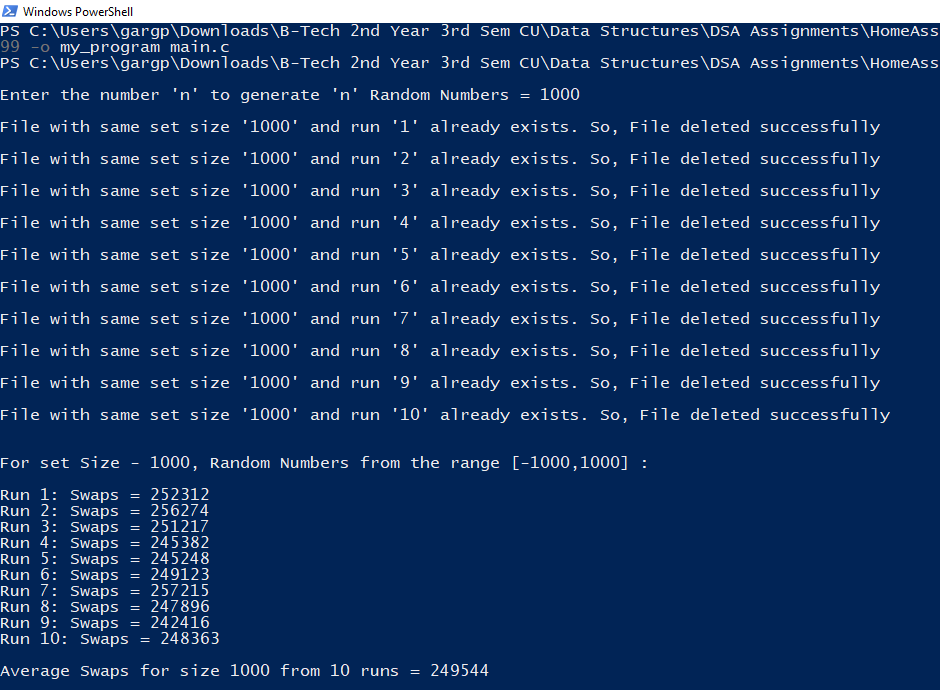 Windows PowerShell
PS C:\Users\gargp\Downloads\B-Tech 2nd Year 3rd Sem CU\Data Structures\DSA Assignments\HomeAss
99 -o my_program main.c
PS C:\Users\gargp\Downloads\B-Tech 2nd Year 3rd Sem CU\Data Structures\DSA Assignments\HomeAss
Enter the number 'n' to generate 'n' Random Numbers = 1000
File with same set size '1000' and run '1' already exists. So, File deleted successfully
File with same set size '1000' and run '2' already exists. So, File deleted successfully
File with same set size '1000' and run '3' already exists. So, File deleted successfully
File with same set size '1000' and run '4' already exists. So, File deleted successfully
File with same set size '1000' and run '5' already exists. So, File deleted successfully
File with same set size '1000' and run '6' already exists. So, File deleted successfully
File with same set size '1000' and run '7' already exists. So, File deleted successfully
File with same set size '1000' and run '8' already exists. So, File deleted successfully
File with same set size '1000' and run '9' already exists. So, File deleted successfully
File with same set size '1000' and run '10' already exists. So, File deleted successfully
For set Size - 1000, Random Numbers from the range [-1000,1000] :
Run 1: Swaps = 252312
Run 2: Swaps = 256274
Run 3: Swaps = 251217
Run 4: Swaps = 245382
Run 5: Swaps = 245248
Run 6: Swaps = 249123
Run 7: Swaps = 257215
Run 8: Swaps = 247896
Run 9: Swaps = 242416
Run 10: Swaps = 248363
Average Swaps for size 1000 from 10 runs = 249544